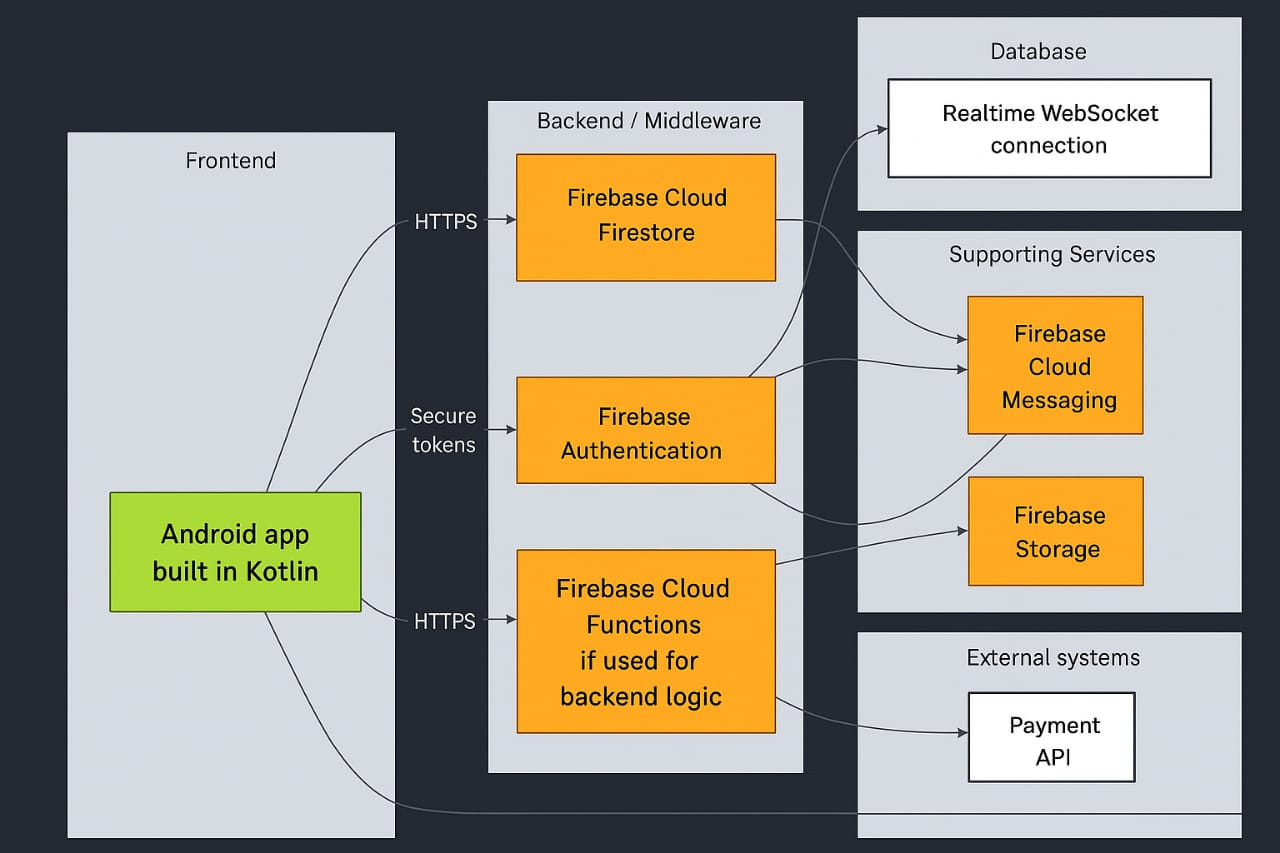 Frontend
Android app
built in Kotlin
HTTPS
Secure
tokens
HTTPS
Backend / Middleware
Firebase Cloud
Firestore
Firebase
Authentication
Firebase Cloud
Functions
if used for
backend logic
Database
Realtime WebSocket
connection
Supporting Services
Firebase
Cloud
Messaging
Firebase
Storage
External systems
Payment
API